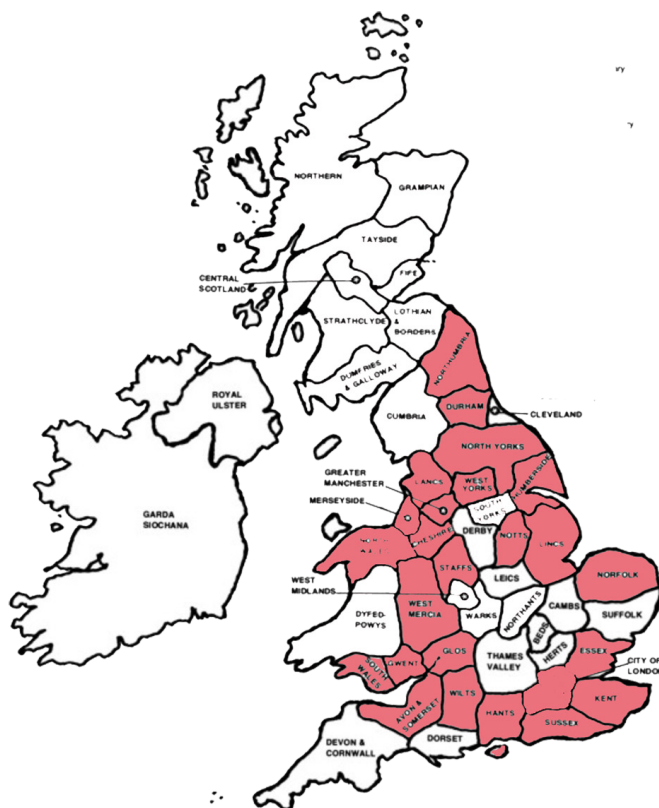 ry
y
NORTHERN
GRAMPIAN
TAYSIDE
CENTRAL
SCOTLAND
FIFE
STRATHCLYDE
LOTHIAN
&
BORDERS
NORTHUMBRIA
DUMFRIES
& GALLOWAY
ROYAL
ULSTER
CUMBRIA
DURHAM
CLEVELAND
NORTH YORKS
GREATER
MANCHESTER
LANCS
WEST
YORKS
HUMBERSIDE
MERSEYSIDE
SOUTH
YORKS
GARDA
SIOCHANA
DERBY
NORTH
WALES
CHESHIRE
NOTTS
LINCS
STAFFS
LEICS
NORFOLK
WEST
MIDLANDS
DYFED-
POWYS
WEST
MERCIA
WARKS
NORTHANTS
CAMBS
SUFFOLK
BEDS
HERTS
ESSEX
GLOS
THAMES
VALLEY
GWENT
SOUTH
WALES
CITY OF
LONDON
AVON &
SOMERSET
WILTS
HANTS
KENT
SUSSEX
DORSET
DEVON &
CORNWALL